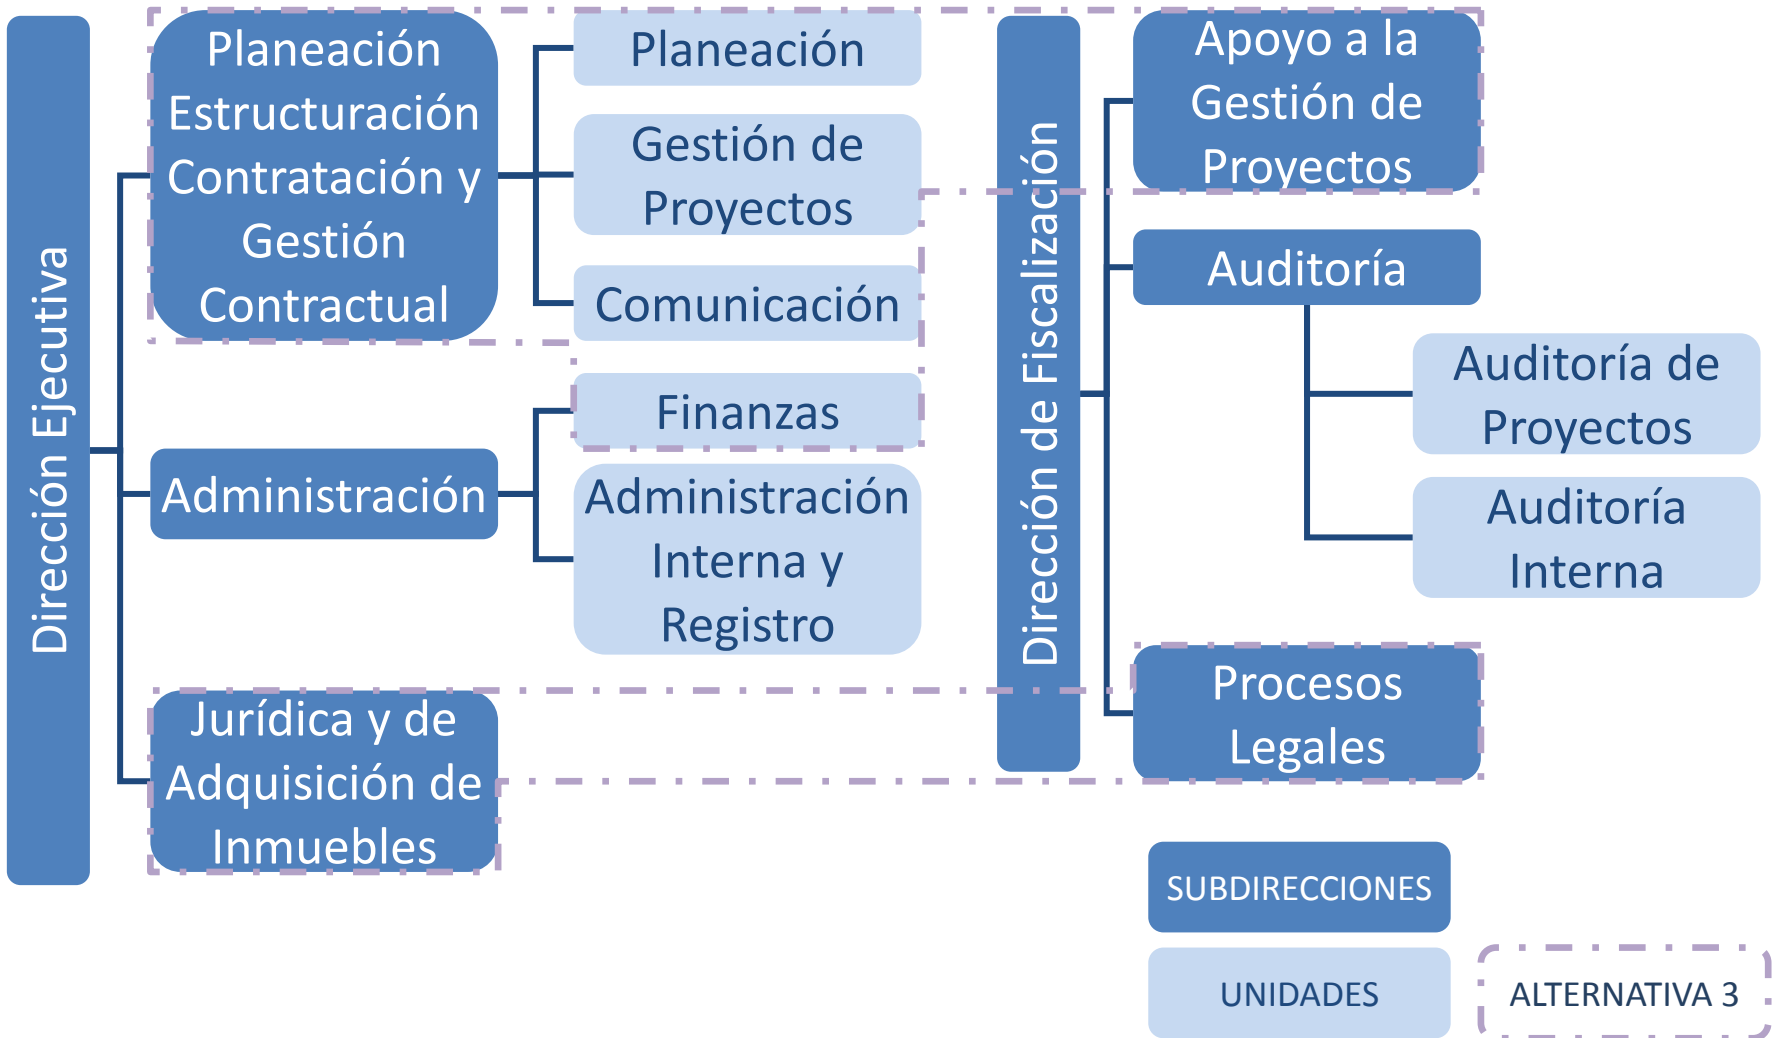 Dirección Ejecutiva
Planeación
Estructuración
Contratación y
Gestión
Contractual
Planeación
Gestión de
Proyectos
Comunicación
Administración
Finanzas
Administración
Interna y
Registro
Jurídica y de
Adquisición de
Inmuebles
Dirección de Fiscalización
Apoyo a la
Gestión de
Proyectos
Auditoría
Auditoría de
Proyectos
Auditoría
Interna
Procesos
Legales
SUBDIRECCIONES
UNIDADES
ALTERNATIVA 3